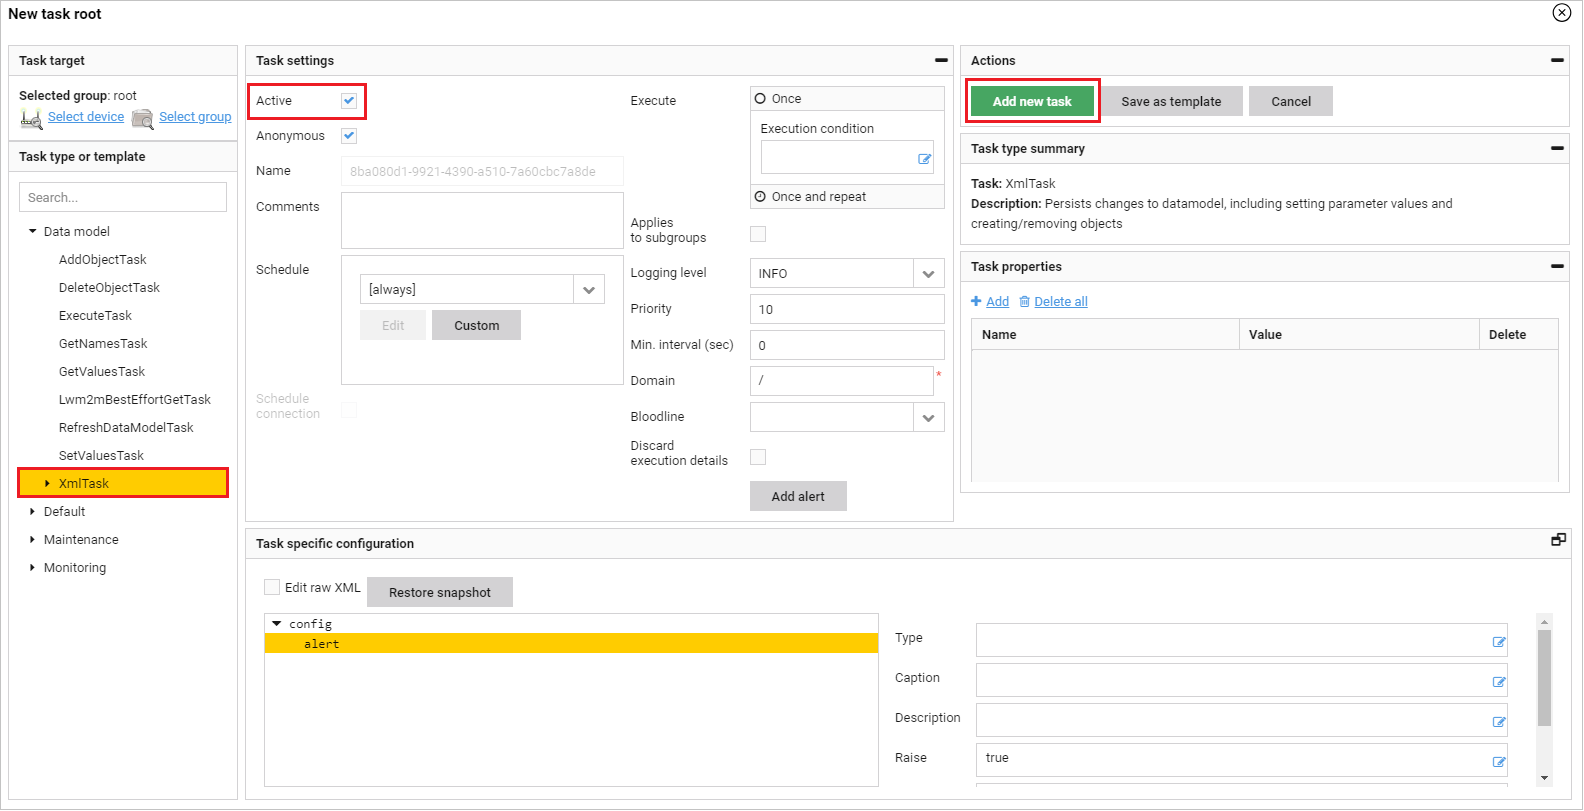 New task root
Task target
Selected group: root
Select device Select group
Task type or template
Search...
Data model
AddObjectTask
DeleteObjectTask
ExecuteTask
GetNamesTask
GetValuesTask
Lwm2mBestEffortGetTask
RefreshDataModelTask
SetValuesTask
XmlTask
Default
Maintenance
Monitoring
Task settings
Active
Anonymous
Name 8ba080d1-9921-4390-a510-7a60cbc7a8de
Comments
Schedule
[always]
Edit Custom
Schedule
connection
Execute
Once
Execution condition
Once and repeat
Applies
to subgroups
Logging level INFO
Priority 10
Min. interval (sec) 0
Domain / *
Bloodline
Discard
execution details
Add alert
Actions
Add new task Save as template Cancel
Task type summary
Task: XmlTask
Description: Persists changes to datamodel, including setting parameter values and
creating/removing objects
Task properties
Add Delete all
Name Value Delete
Task specific configuration
Edit raw XML Restore snapshot
config
alert
Type
Caption
Description
Raise true